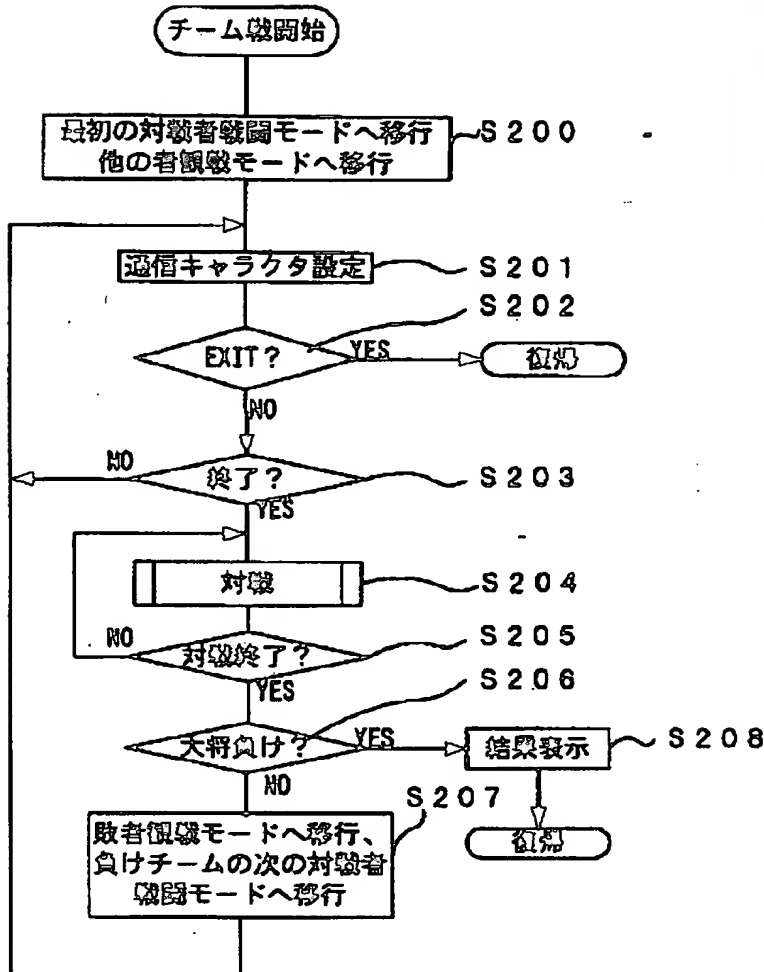 チーム戦闘開始
最初の対戦者戦闘モードへ移行
他の者観戦モードへ移行
S200
通信キャラクタ設定
S201
S202
EXIT?
YES
復帰
NO
NO
終了?
S203
YES
対戦
S204
NO
対戦終了?
S205
YES
S206
大将負け?
YES
結果表示
S208
NO
S207
敗者観戦モードへ移行、
負けチームの次の対戦者
戦闘モードへ移行
復帰